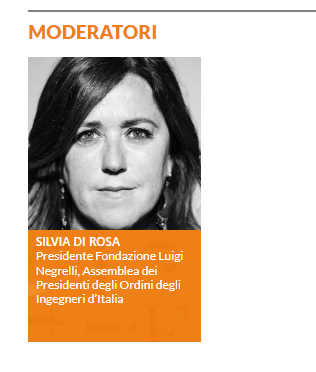 MODERATORI
SILVIA DI ROSA
Presidente Fondazione Luigi
Negrelli, Assemblea dei
Presidenti degli Ordini degli
Ingegneri d'Italia